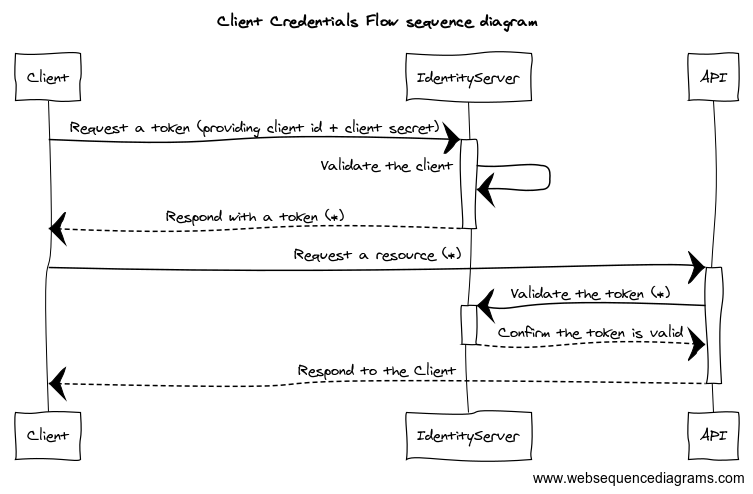 Client Credentials Flow sequence diagram
Client
IdentityServer
API
Request a token (providing client id + client secret)
Validate the client
Respond with a token (*)
Request a resource (*)
Validate the token (*)
Confirm the token is valid
Respond to the Client
Client
IdentityServer
API
www.websequencediagrams.com